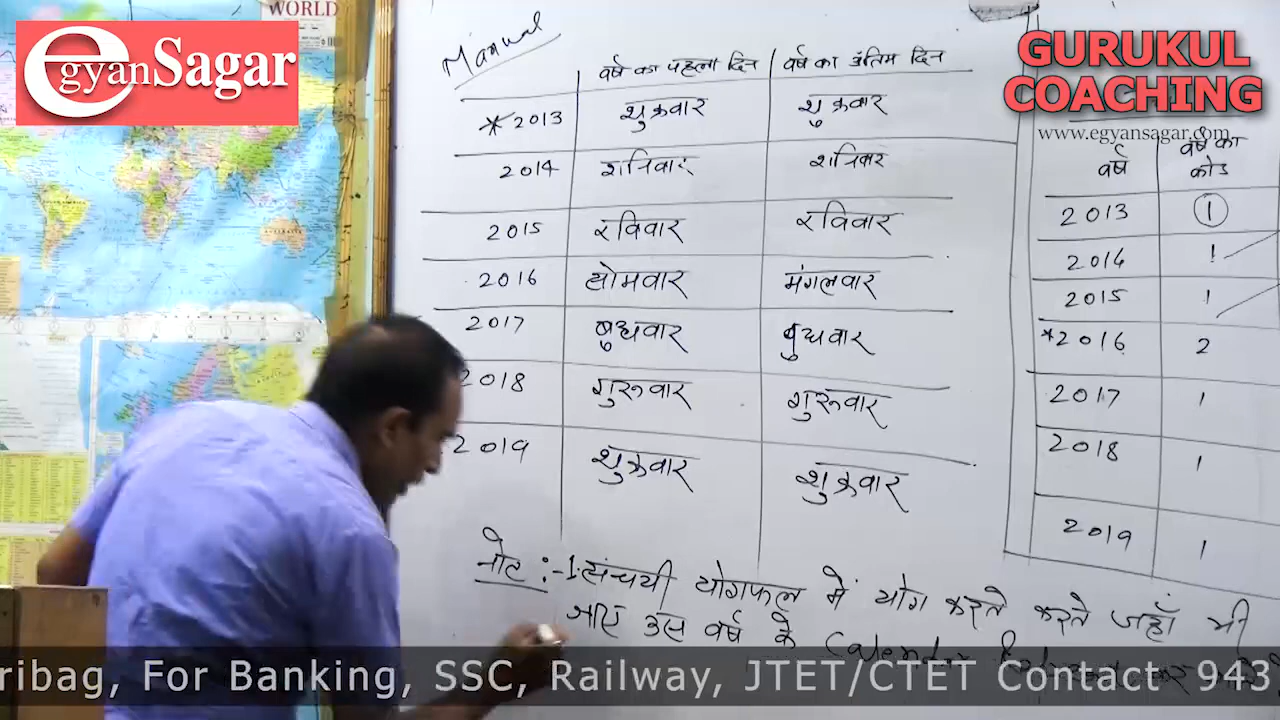 WORLD
egyanSagar
GURUKUL
COACHING
www.egyansagar.com
Manual
वर्ष का पहला दिन वर्ष का अंतिम दिन
*2013 शुक्रवार शुक्रवार
2014 शनिवार शनिवार
2015 रविवार रविवार
2016 सोमवार मंगलवार
2017 बुधवार बुधवार
2018 गुरुवार गुरुवार
2019 शुक्रवार शुक्रवार
वर्ष वर्ष का कोड
2013 1
2014 1
2015 1
*2016 2
2017 1
2018 1
2019 1
नोट :-1. संचयी योगफल में योग करते करते जहाँ भी
जाए उस वर्ष के Calendar
ribag, For Banking, SSC, Railway, JTET/CTET Contact 943